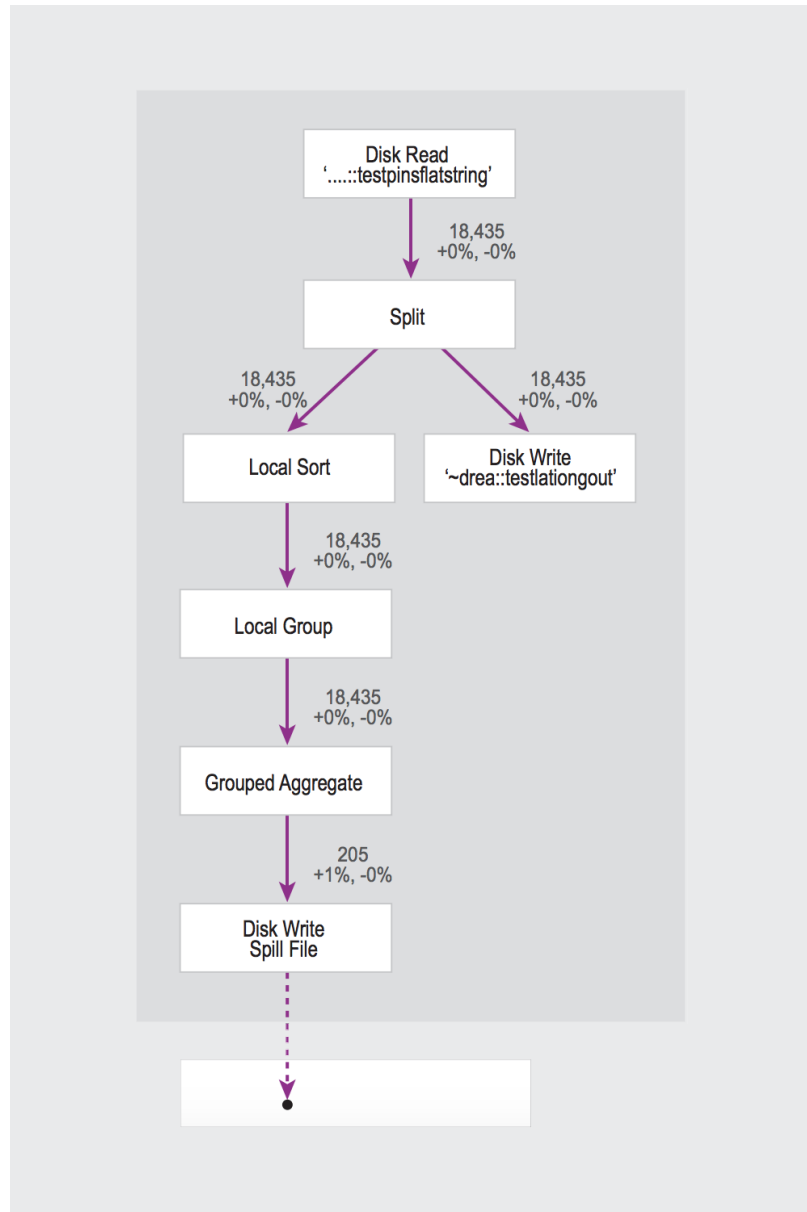 Disk Read
‘....::testpinsflatstring’
18,435
+0%, -0%
Split
18,435
+0%, -0%
18,435
+0%, -0%
Local Sort
Disk Write
‘~drea::testlationgout’
18,435
+0%, -0%
Local Group
18,435
+0%, -0%
Grouped Aggregate
205
+1%, -0%
Disk Write
Spill File